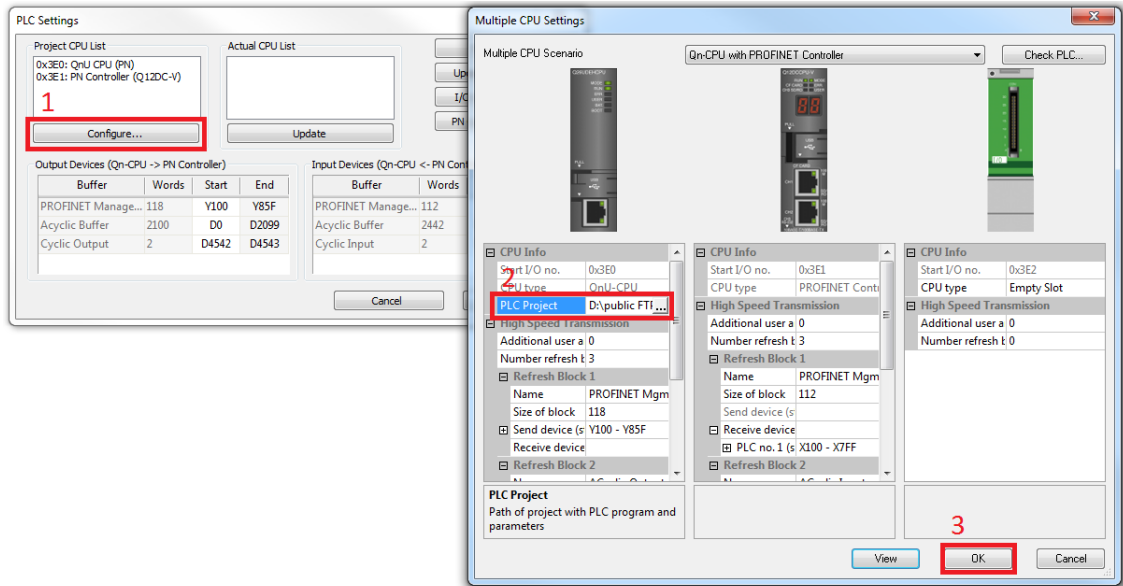 PLC Settings
Project CPU List
0x3E0: QnU CPU (PN)
0x3E1: PN Controller (Q12DC-V)
1
Configure...
Actual CPU List
Update
I/O
PN
Output Devices (Qn-CPU -> PN Controller)
Buffer Words Start End
PROFINET Manage... 118 Y100 Y85F
Acyclic Buffer 2100 D0 D2099
Cyclic Output 2 D4542 D4543
Input Devices (Qn-CPU <- PN Cont
Buffer Words
PROFINET Manage... 112
Acyclic Buffer 2442
Cyclic Input 2
Cancel
Multiple CPU Settings
Multiple CPU Scenario
Qn-CPU with PROFINET Controller
Check PLC...
CPU Info
Start I/O no. 0x3E0
2
CPU type QnU-CPU
PLC Project D:\public FTF ...
High Speed Transmission
Additional user a 0
Number refresh b 3
Refresh Block 1
Name PROFINET Mgm
Size of block 118
Send device (s Y100 - Y85F
Receive device
Refresh Block 2
CPU Info
Start I/O no. 0x3E1
CPU type PROFINET Conti
High Speed Transmission
Additional user a 0
Number refresh b 3
Refresh Block 1
Name PROFINET Mgm
Size of block 112
Send device (s
Receive device
PLC no. 1 (s X100 - X7FF
Refresh Block 2
CPU Info
Start I/O no. 0x3E2
CPU type Empty Slot
High Speed Transmission
Additional user a 0
Number refresh b 0
PLC Project
Path of project with PLC program and
parameters
3
View
OK
Cancel